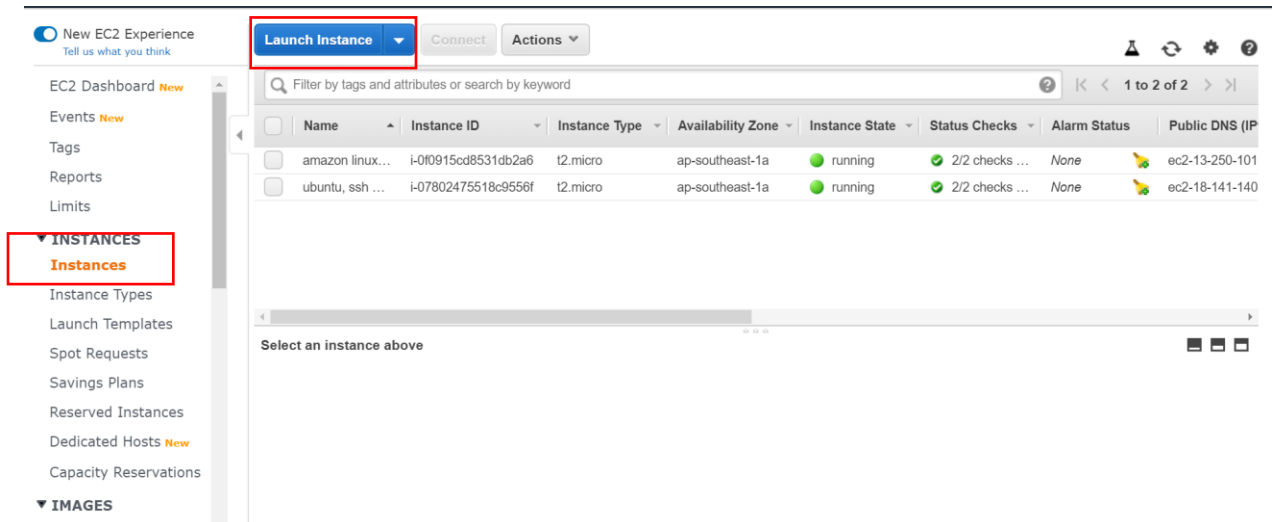 New EC2 Experience
Tell us what you think
EC2 Dashboard New
Events New
Tags
Reports
Limits
INSTANCES
Instances
Instance Types
Launch Templates
Spot Requests
Savings Plans
Reserved Instances
Dedicated Hosts New
Capacity Reservations
IMAGES
Launch Instance Connect Actions
Filter by tags and attributes or search by keyword 1 to 2 of 2
Name Instance ID Instance Type Availability Zone Instance State Status Checks Alarm Status Public DNS (IP
amazon linux... i-0f0915cd8531db2a6 t2.micro ap-southeast-1a running 2/2 checks ... None ec2-13-250-101
ubuntu, ssh ... i-07802475518c9556f t2.micro ap-southeast-1a running 2/2 checks ... None ec2-18-141-140
Select an instance above